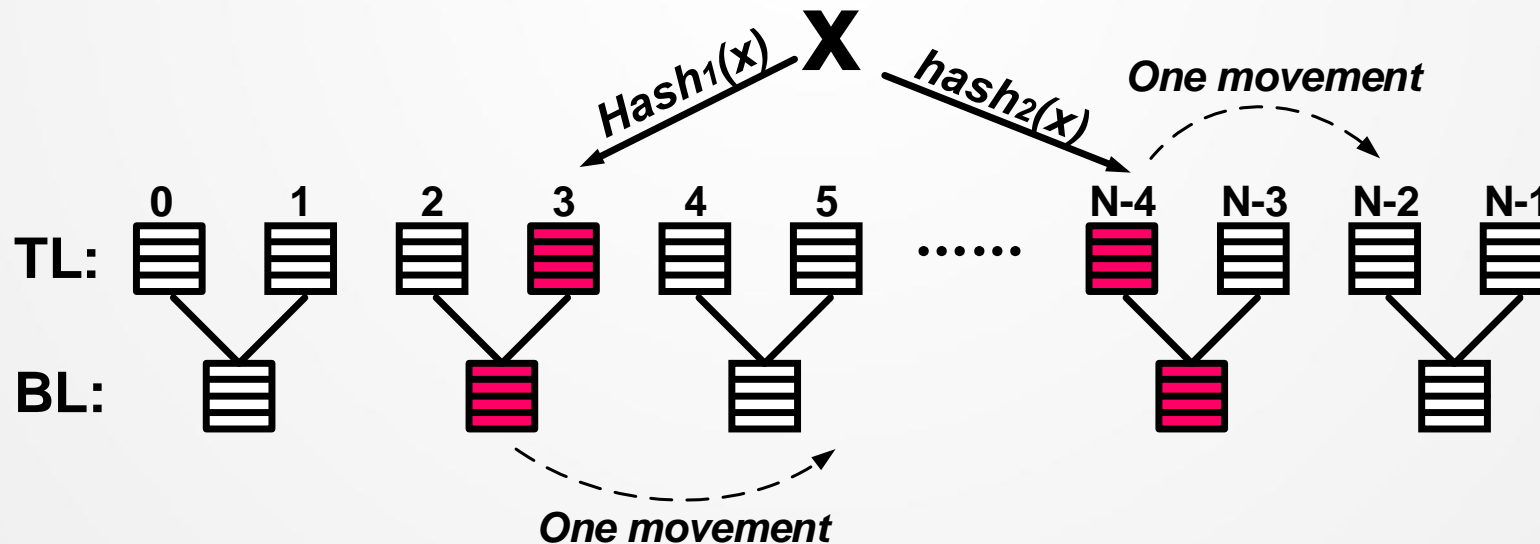 X
Hash1(x)
hash2(x)
One movement
0 1 2 3 4 5 N-4 N-3 N-2 N-1
TL:
......
BL:
One movement